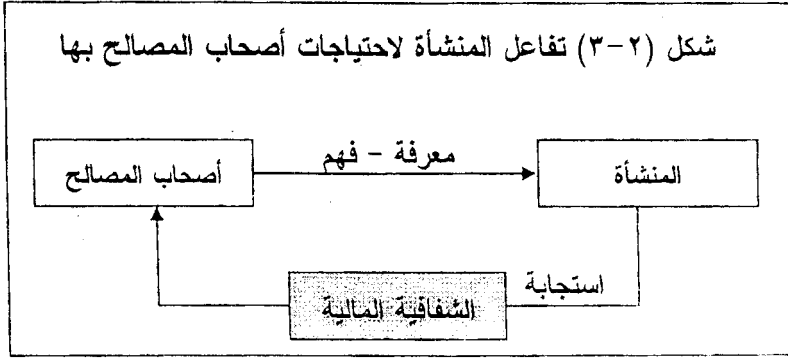 شكل (٢-٣) تفاعل المنشأة لاحتياجات أصحاب المصالح بها
المنشأة
معرفة - فهم
أصحاب المصالح
استجابة
الشفافية المالية